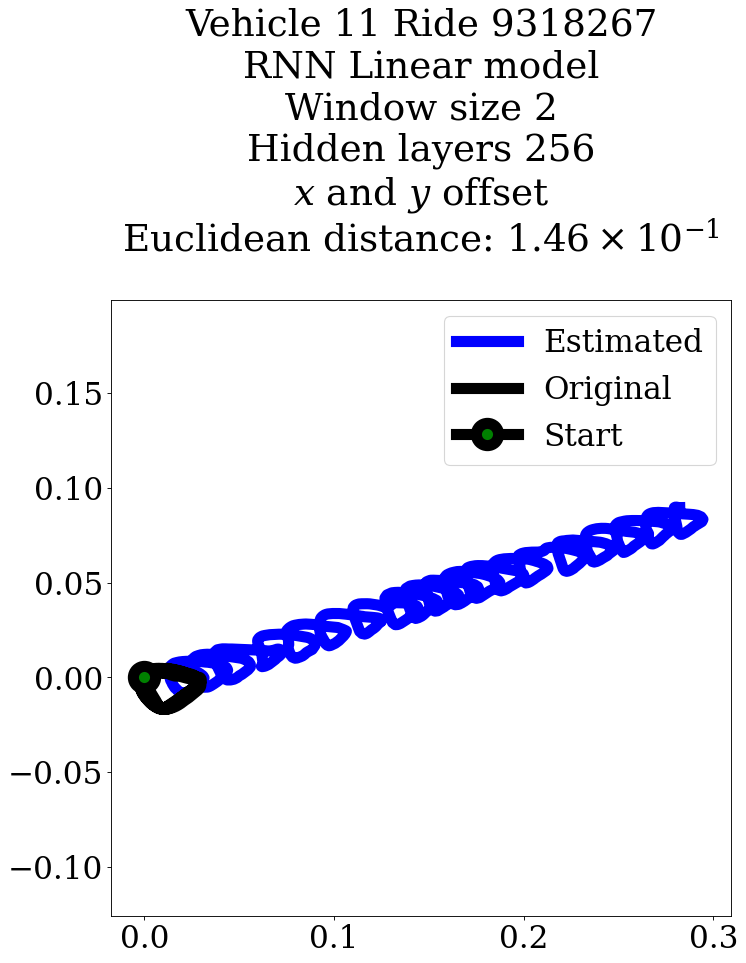 Vehicle 11 Ride 9318267
RNN Linear model
Window size 2
Hidden layers 256
x and y offset
Euclidean distance: 1.46 × 10⁻¹
Estimated
Original
Start
0.15
0.10
0.05
0.00
−0.05
−0.10
0.0 0.1 0.2 0.3